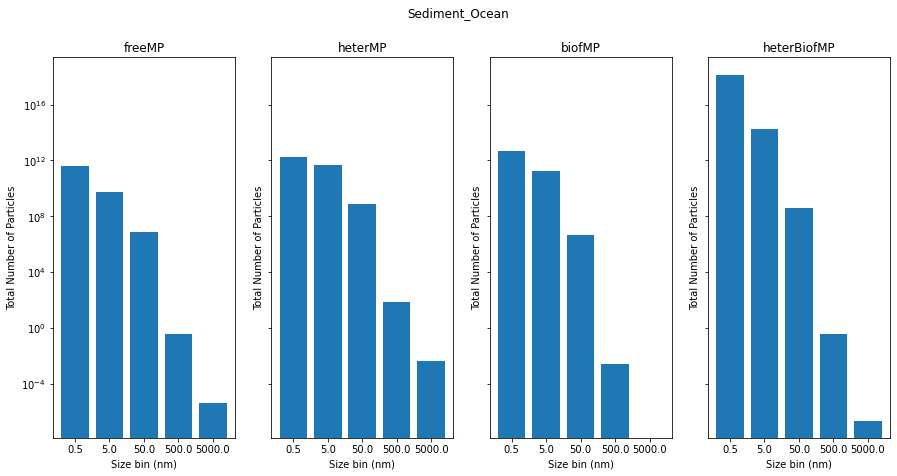 Sediment_Ocean
freeMP
heterMP
biofMP
heterBiofMP
Total Number of Particles
10^16
10^12
10^8
10^4
10^0
10^−4
Total Number of Particles
Total Number of Particles
Total Number of Particles
0.5 5.0 50.0 500.0 5000.0
0.5 5.0 50.0 500.0 5000.0
0.5 5.0 50.0 500.0 5000.0
0.5 5.0 50.0 500.0 5000.0
Size bin (nm)
Size bin (nm)
Size bin (nm)
Size bin (nm)